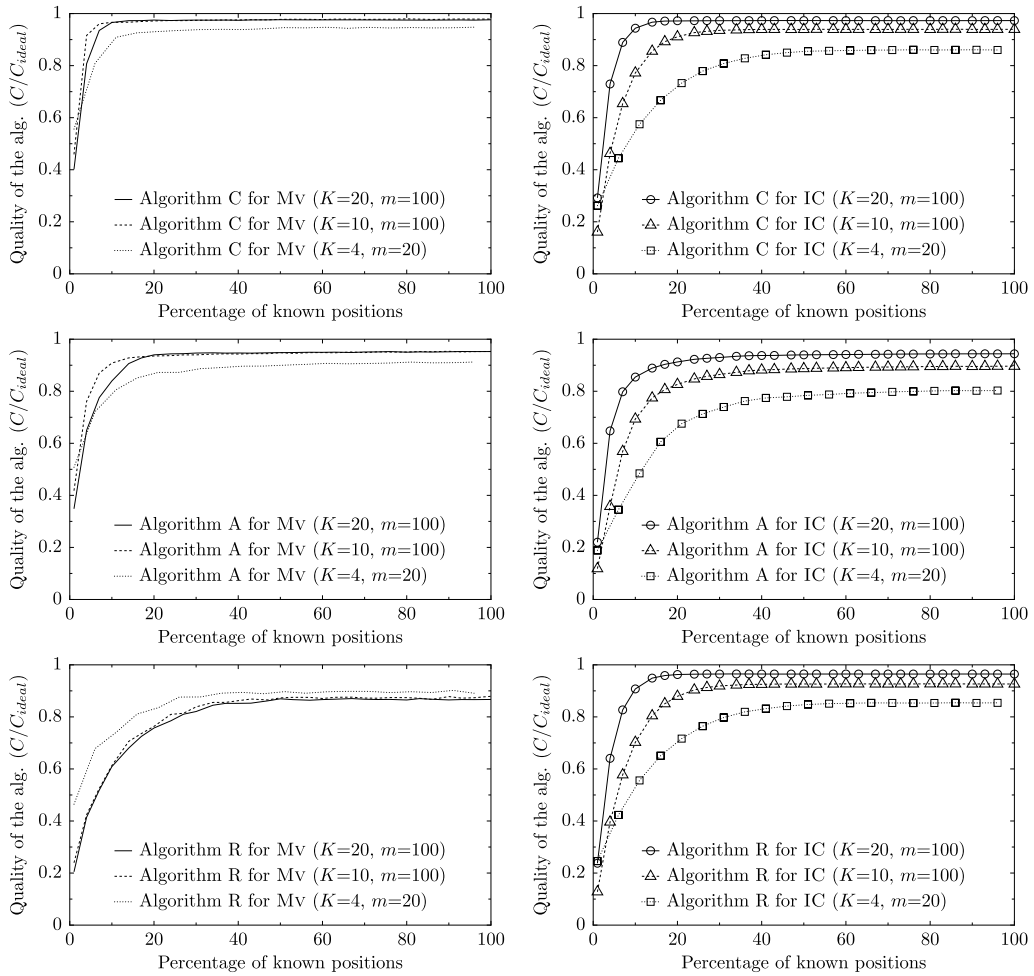 Quality of the alg. (C/C_ideal)
1
0.8
0.6
0.4
0.2
0
Algorithm C for Mv (K=20, m=100)
Algorithm C for Mv (K=10, m=100)
Algorithm C for Mv (K=4, m=20)
0 20 40 60 80 100
Percentage of known positions
Quality of the alg. (C/C_ideal)
1
0.8
0.6
0.4
0.2
0
Algorithm C for IC (K=20, m=100)
Algorithm C for IC (K=10, m=100)
Algorithm C for IC (K=4, m=20)
0 20 40 60 80 100
Percentage of known positions
Quality of the alg. (C/C_ideal)
1
0.8
0.6
0.4
0.2
0
Algorithm A for Mv (K=20, m=100)
Algorithm A for Mv (K=10, m=100)
Algorithm A for Mv (K=4, m=20)
0 20 40 60 80 100
Percentage of known positions
Quality of the alg. (C/C_ideal)
1
0.8
0.6
0.4
0.2
0
Algorithm A for IC (K=20, m=100)
Algorithm A for IC (K=10, m=100)
Algorithm A for IC (K=4, m=20)
0 20 40 60 80 100
Percentage of known positions
Quality of the alg. (C/C_ideal)
1
0.8
0.6
0.4
0.2
0
Algorithm R for Mv (K=20, m=100)
Algorithm R for Mv (K=10, m=100)
Algorithm R for Mv (K=4, m=20)
0 20 40 60 80 100
Percentage of known positions
Quality of the alg. (C/C_ideal)
1
0.8
0.6
0.4
0.2
0
Algorithm R for IC (K=20, m=100)
Algorithm R for IC (K=10, m=100)
Algorithm R for IC (K=4, m=20)
0 20 40 60 80 100
Percentage of known positions